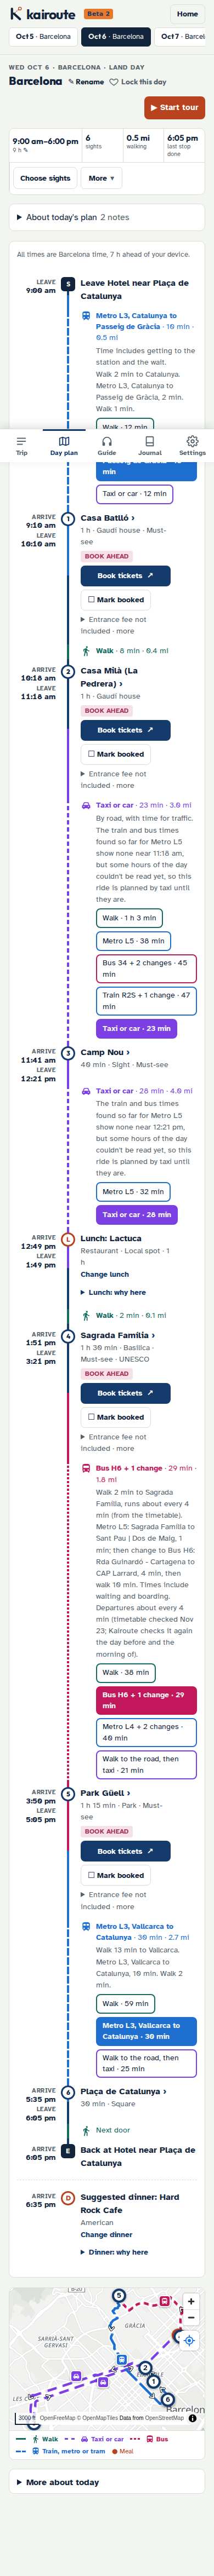 kairoute Beta 2 Home
Oct 5 · Barcelona Oct 6 · Barcelona Oct 7 · Barcel
WED OCT 6 · BARCELONA · LAND DAY
Barcelona Rename Lock this day
Start tour
9:00 am–6:00 pm
9 h
6
sights
0.5 mi
walking
6:05 pm
last stop
done
Choose sights More
About today's plan 2 notes
All times are Barcelona time, 7 h ahead of your device.
LEAVE
9:00 am
S
Leave Hotel near Plaça de
Catalunya
Metro L3, Catalunya to
Passeig de Gràcia · 10 min ·
0.5 mi
Time includes getting to the
station and the wait.
Walk 2 min to Catalunya.
Metro L3, Catalunya to
Passeig de Gràcia, 2 min.
Walk 1 min.
Walk · 12 min
Trip Day plan Guide Journal Settings
min
Taxi or car · 12 min
ARRIVE
9:10 am
LEAVE
10:10 am
1
Casa Batlló ›
1 h · Gaudí house · Must-
see
BOOK AHEAD
Book tickets ↗
Mark booked
Entrance fee not
included · more
Walk · 8 min · 0.4 mi
ARRIVE
10:18 am
LEAVE
11:18 am
2
Casa Milà (La
Pedrera) ›
1 h · Gaudí house
BOOK AHEAD
Book tickets ↗
Mark booked
Entrance fee not
included · more
Taxi or car · 23 min · 3.0 mi
By road, with time for traffic.
The train and bus times
found so far for Metro L5
show none near 11:18 am,
but some hours of the day
couldn't be read yet, so this
ride is planned by taxi until
they are.
Walk · 1 h 3 min
Metro L5 · 38 min
Bus 34 + 2 changes · 45
min
Train R2S + 1 change · 47
min
Taxi or car · 23 min
ARRIVE
11:41 am
LEAVE
12:21 pm
3
Camp Nou ›
40 min · Sight · Must-see
Taxi or car · 28 min · 4.0 mi
The train and bus times
found so far for Metro L5
show none near 12:21 pm,
but some hours of the day
couldn't be read yet, so this
ride is planned by taxi until
they are.
Metro L5 · 32 min
Taxi or car · 28 min
ARRIVE
12:49 pm
LEAVE
1:49 pm
L
Lunch: Lactuca
Restaurant · Local spot · 1
h
Change lunch
Lunch: why here
Walk · 2 min · 0.1 mi
ARRIVE
1:51 pm
LEAVE
3:21 pm
4
Sagrada Família ›
1 h 30 min · Basilica ·
Must-see · UNESCO
BOOK AHEAD
Book tickets ↗
Mark booked
Entrance fee not
included · more
Bus H6 + 1 change · 29 min ·
1.8 mi
Walk 2 min to Sagrada
Família, runs about every 4
min (from the timetable).
Metro L5: Sagrada Família to
Sant Pau | Dos de Maig, 1
min; then change to Bus H6:
Rda Guinardó - Cartagena to
CAP Larrard, 4 min, then
walk 10 min. Times include
waiting and boarding.
Departures about every 4
min (timetable checked Nov
23; Kairoute checks it again
the day before and the
morning of).
Walk · 38 min
Bus H6 + 1 change · 29
min
Metro L4 + 2 changes ·
40 min
Walk to the road, then
taxi · 21 min
ARRIVE
3:50 pm
LEAVE
5:05 pm
5
Park Güell ›
1 h 15 min · Park · Must-
see
BOOK AHEAD
Book tickets ↗
Mark booked
Entrance fee not
included · more
Metro L3, Vallcarca to
Catalunya · 30 min · 2.7 mi
Walk 13 min to Vallcarca.
Metro L3, Vallcarca to
Catalunya, 10 min. Walk 2
min.
Walk · 59 min
Metro L3, Vallcarca to
Catalunya · 30 min
Walk to the road, then
taxi · 25 min
ARRIVE
5:35 pm
LEAVE
6:05 pm
6
Plaça de Catalunya ›
30 min · Square
Next door
ARRIVE
6:05 pm
E
Back at Hotel near Plaça de
Catalunya
ARRIVE
6:35 pm
D
Suggested dinner: Hard
Rock Cafe
American
Change dinner
Dinner: why here
B-20
5
GRÀCIA
SARRIÀ-SANT
GERVASI
2
1
6
Barcelona
3000 ft
OpenFreeMap © OpenMapTiles Data from OpenStreetMap
Walk Taxi or car Bus
Train, metro or tram Meal
More about today